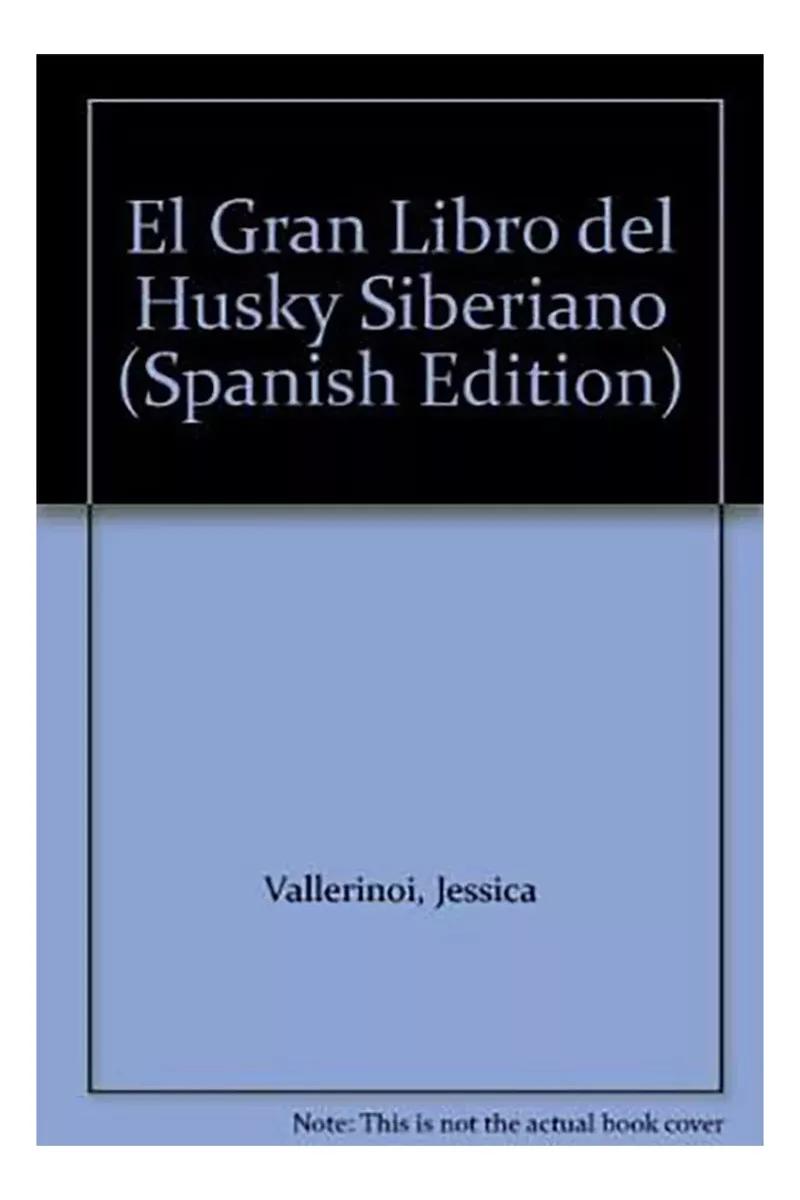 El Gran Libro del
Husky Siberiano
(Spanish Edition)
Vallerinoi, Jessica
Note: This is not the actual book cover